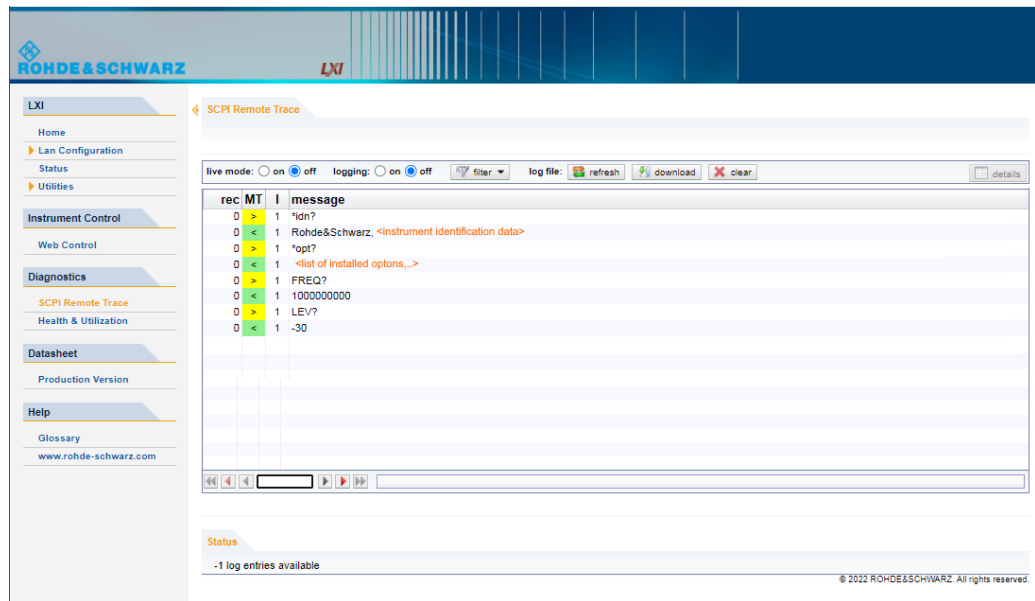 ROHDE&SCHWARZ
LXI
LXI
Home
Lan Configuration
Status
Utilities
Instrument Control
Web Control
Diagnostics
SCPI Remote Trace
Health & Utilization
Datasheet
Production Version
Help
Glossary
www.rohde-schwarz.com
SCPI Remote Trace
live mode: on off logging: on off filter log file: refresh download clear details
rec MT I message
0 > 1 *idn?
0 < 1 Rohde&Schwarz, <instrument identification data>
0 > 1 *opt?
0 < 1 <list of installed optons,..>
0 > 1 FREQ?
0 < 1 1000000000
0 > 1 LEV?
0 < 1 -30
Status
-1 log entries available
© 2022 ROHDE&SCHWARZ. All rights reserved.